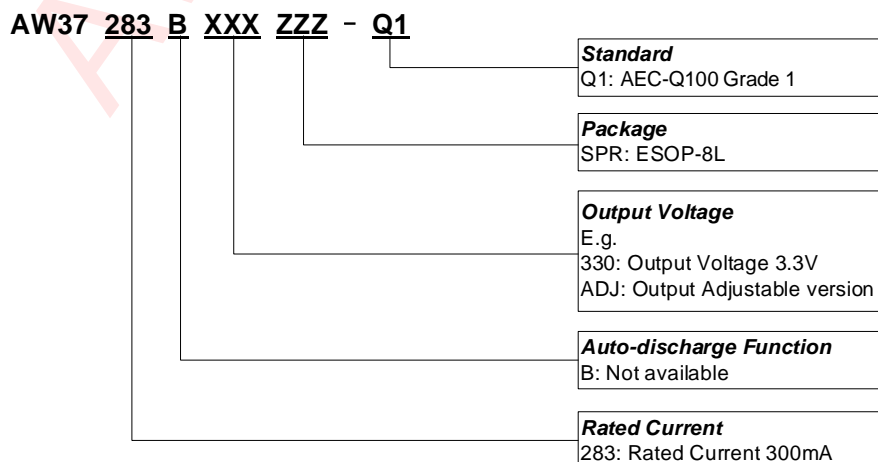 AW37 283 B XXX ZZZ - Q1
Standard
Q1: AEC-Q100 Grade 1
Package
SPR: ESOP-8L
Output Voltage
E.g.
330: Output Voltage 3.3V
ADJ: Output Adjustable version
Auto-discharge Function
B: Not available
Rated Current
283: Rated Current 300mA